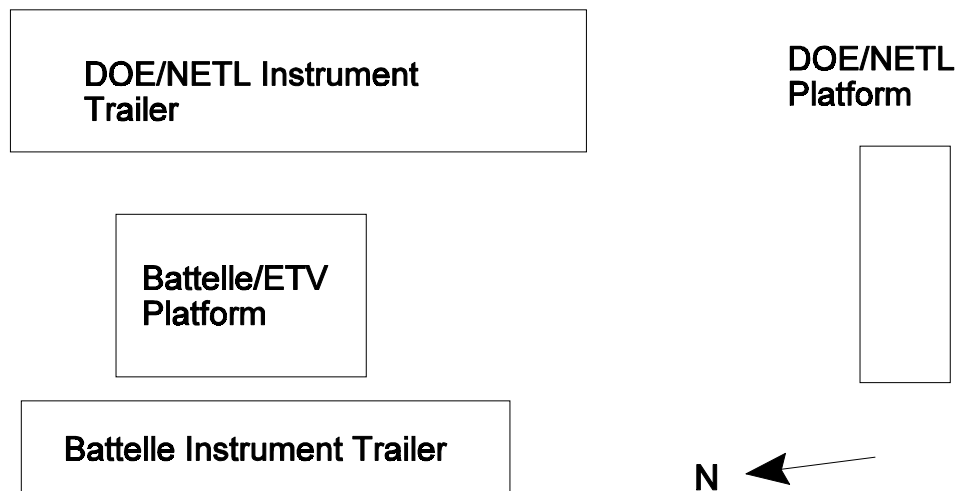 DOE/NETL Instrument
Trailer
DOE/NETL
Platform
Battelle/ETV
Platform
Battelle Instrument Trailer
N